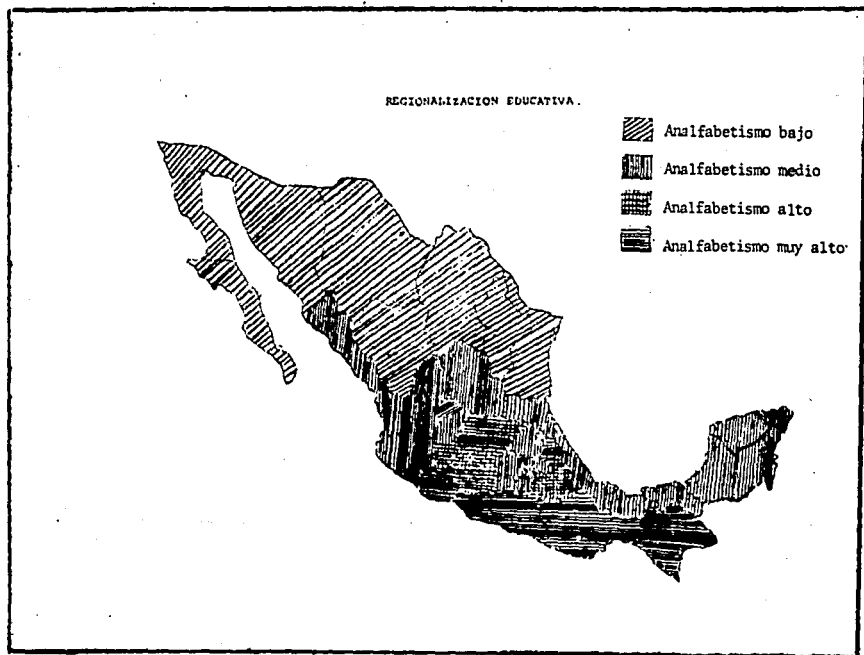 REGIONALIZACION EDUCATIVA.
Analfabetismo bajo
Analfabetismo medio
Analfabetismo alto
Analfabetismo muy alto